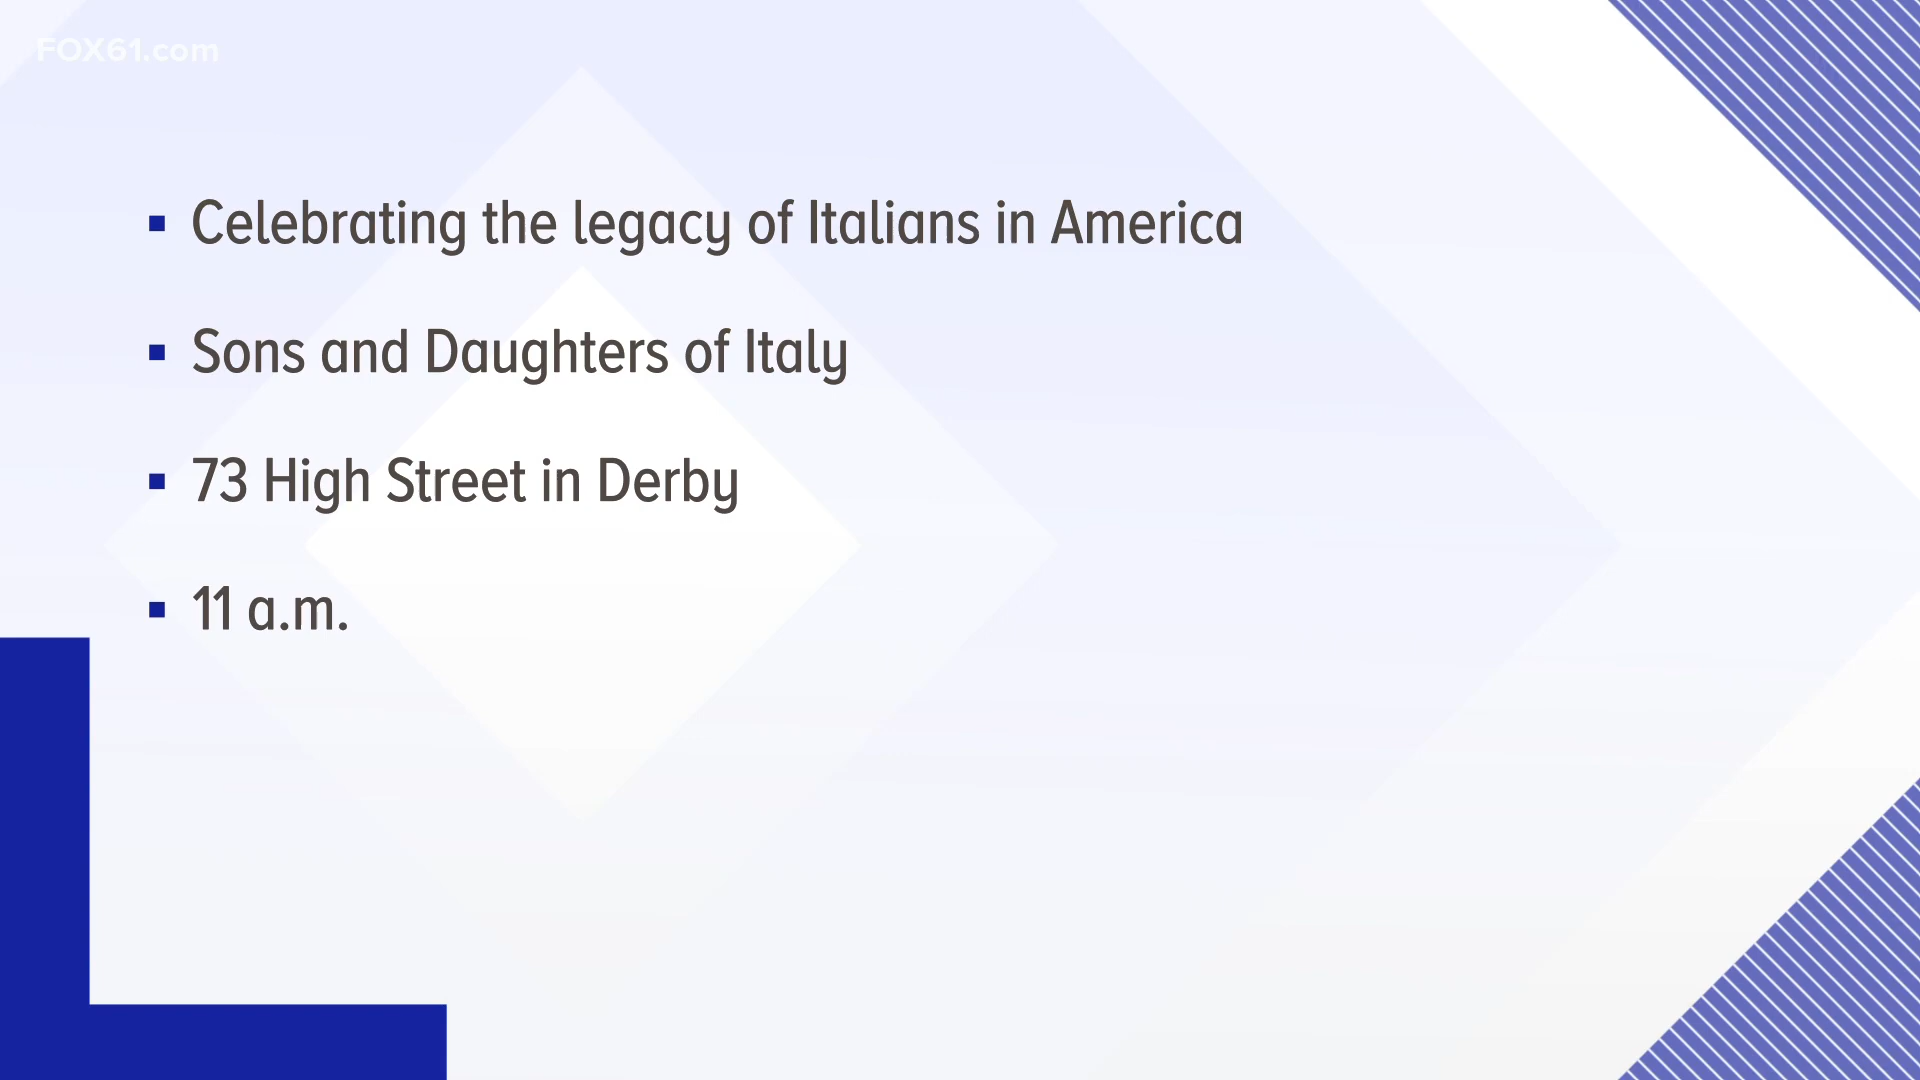 FOX61.com
▪ Celebrating the legacy of Italians in America
▪ Sons and Daughters of Italy
▪ 73 High Street in Derby
▪ 11 a.m.